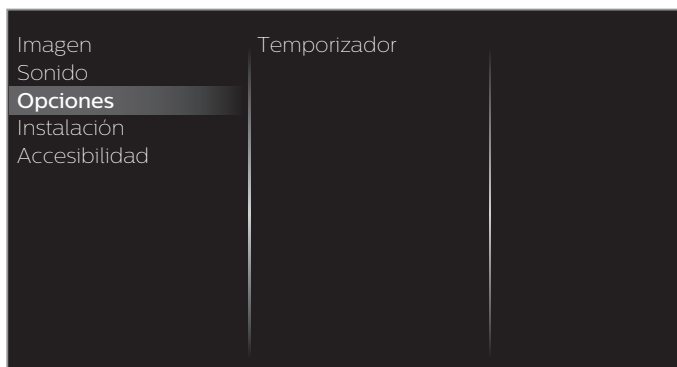 Imagen
Sonido
Opciones
Instalación
Accesibilidad
Temporizador